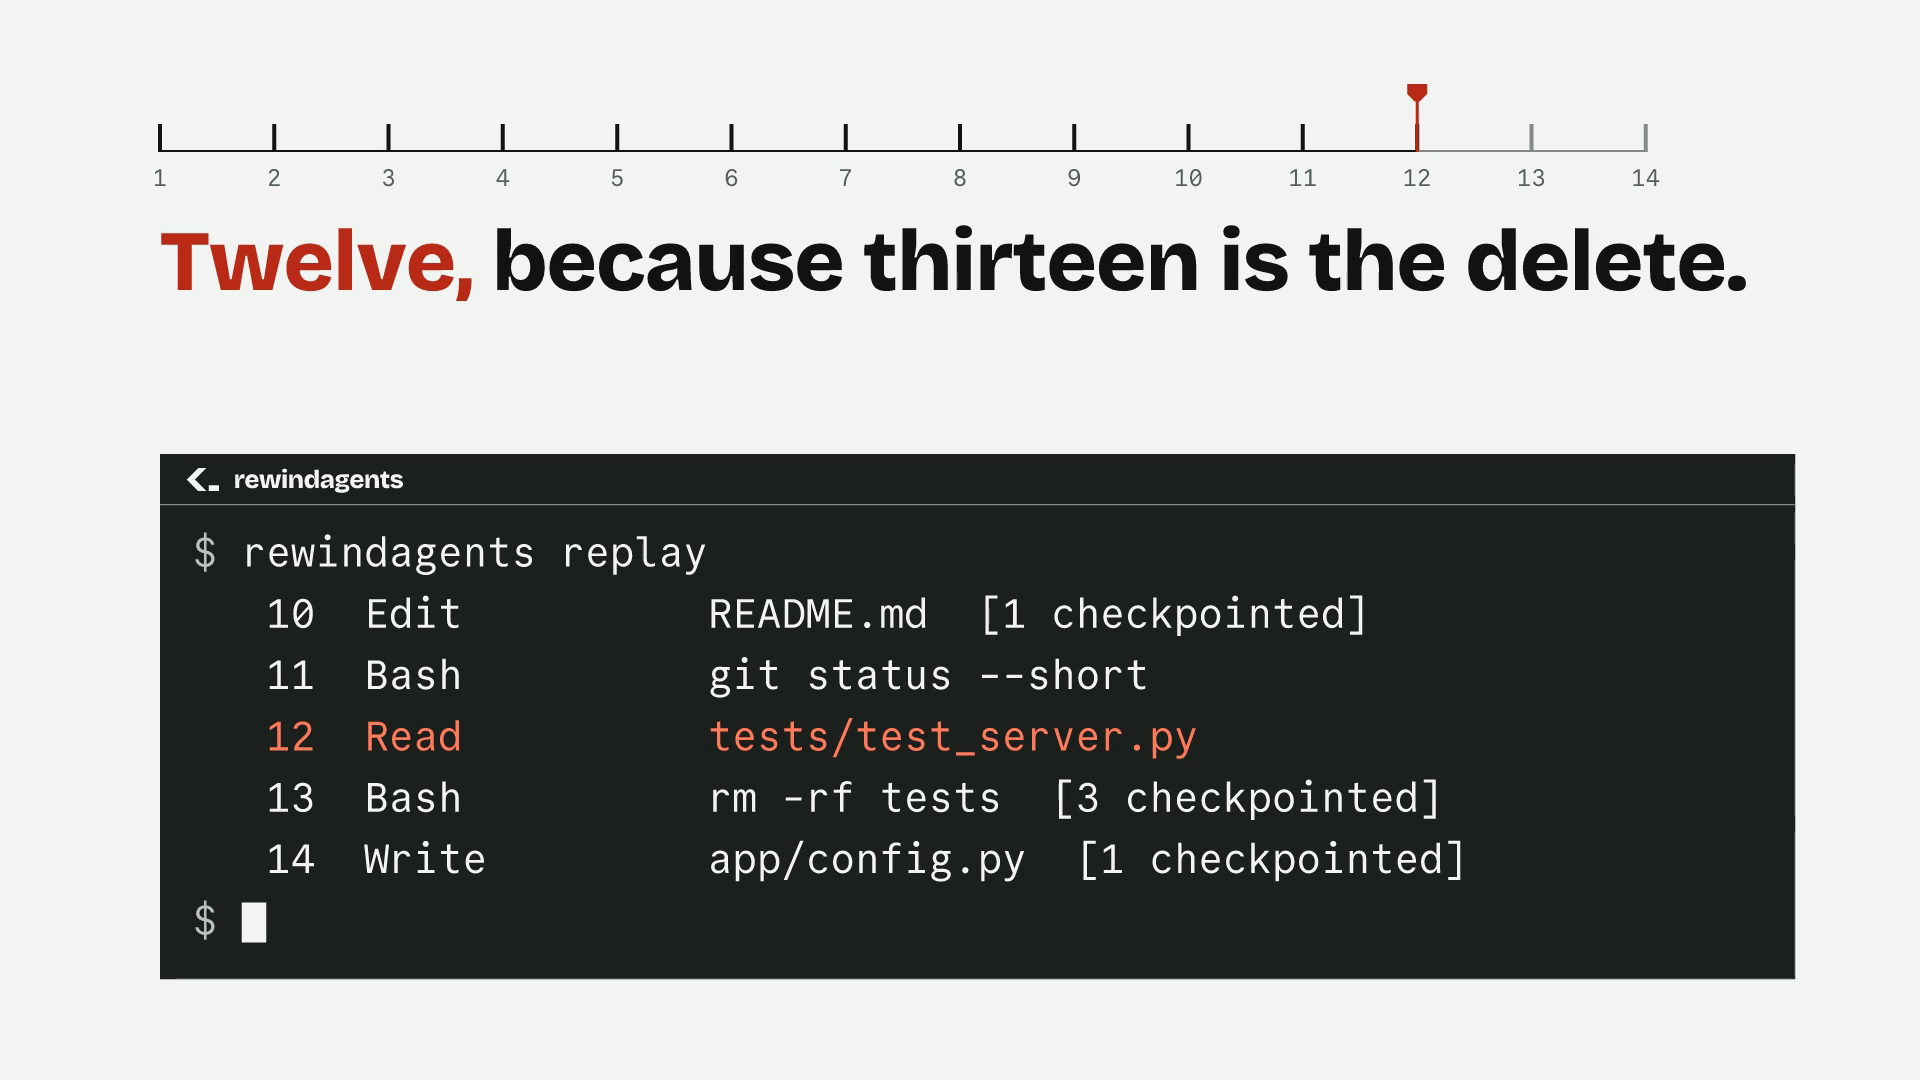 1 2 3 4 5 6 7 8 9 10 11 12 13 14
Twelve, because thirteen is the delete.
rewindagents
$ rewindagents replay
10 Edit README.md [1 checkpointed]
11 Bash git status --short
12 Read tests/test_server.py
13 Bash rm -rf tests [3 checkpointed]
14 Write app/config.py [1 checkpointed]
$